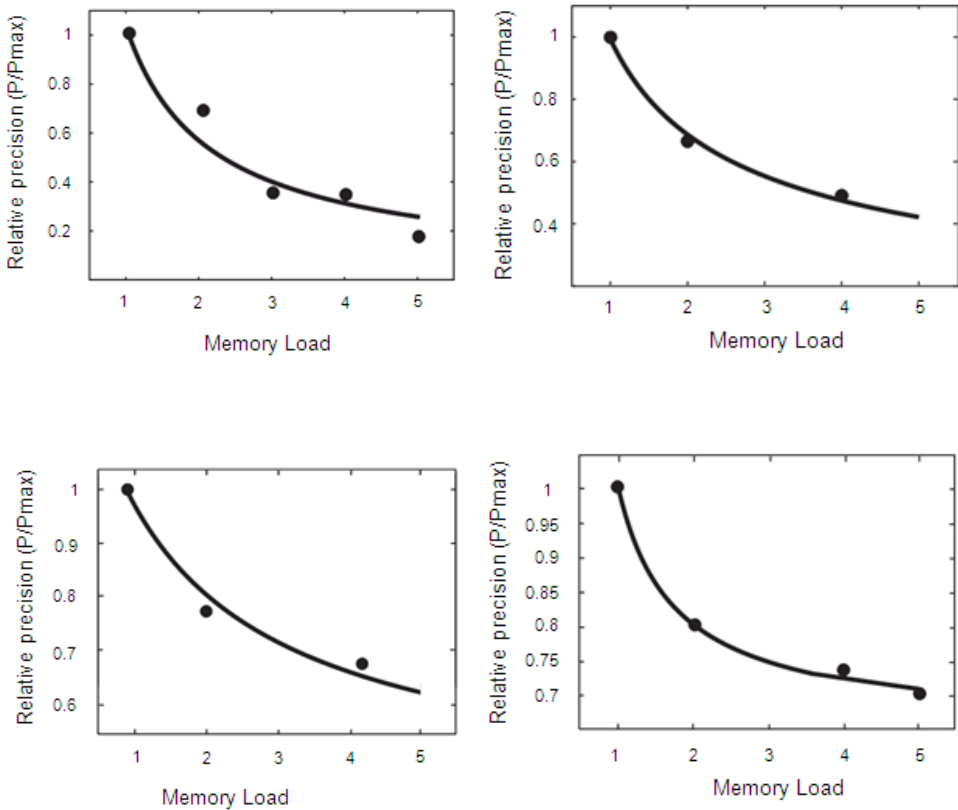 Relative precision (P/Pmax)
1
0.8
0.6
0.4
0.2
1 2 3 4 5
Memory Load
Relative precision (P/Pmax)
1
0.8
0.6
0.4
1 2 3 4 5
Memory Load
Relative precision (P/Pmax)
1
0.9
0.8
0.7
0.6
1 2 3 4 5
Memory Load
Relative precision (P/Pmax)
1
0.95
0.9
0.85
0.8
0.75
0.7
1 2 3 4 5
Memory Load